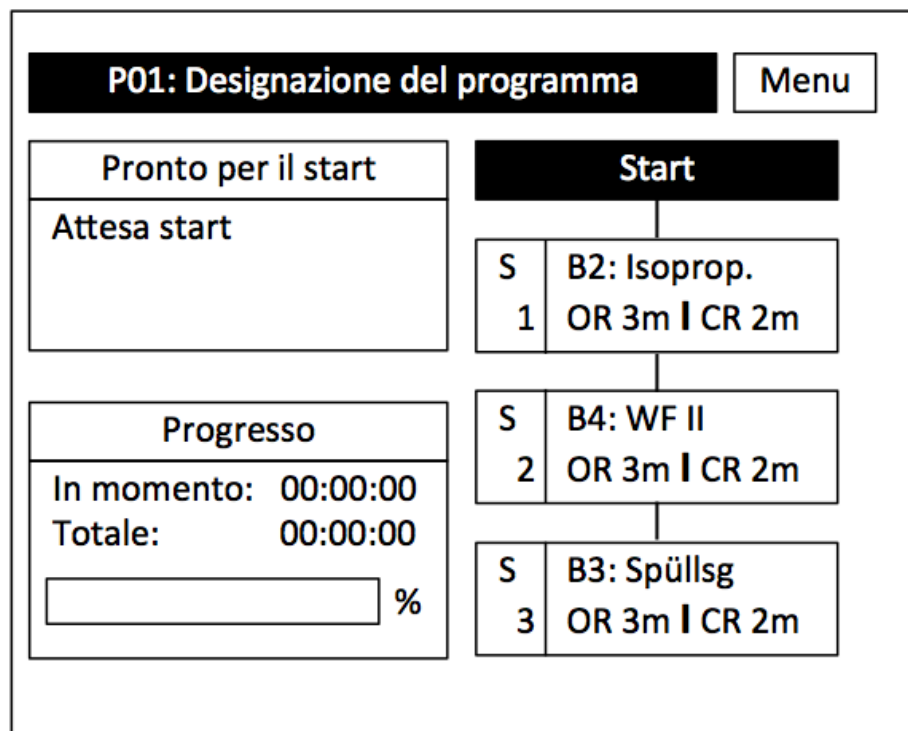 P01: Designazione del programma
Menu
Pronto per il start
Attesa start
Progresso
In momento: 00:00:00
Totale: 00:00:00
%
Start
S 1
B2: Isoprop.
OR 3m I CR 2m
S 2
B4: WF II
OR 3m I CR 2m
S 3
B3: Spüllsg
OR 3m I CR 2m